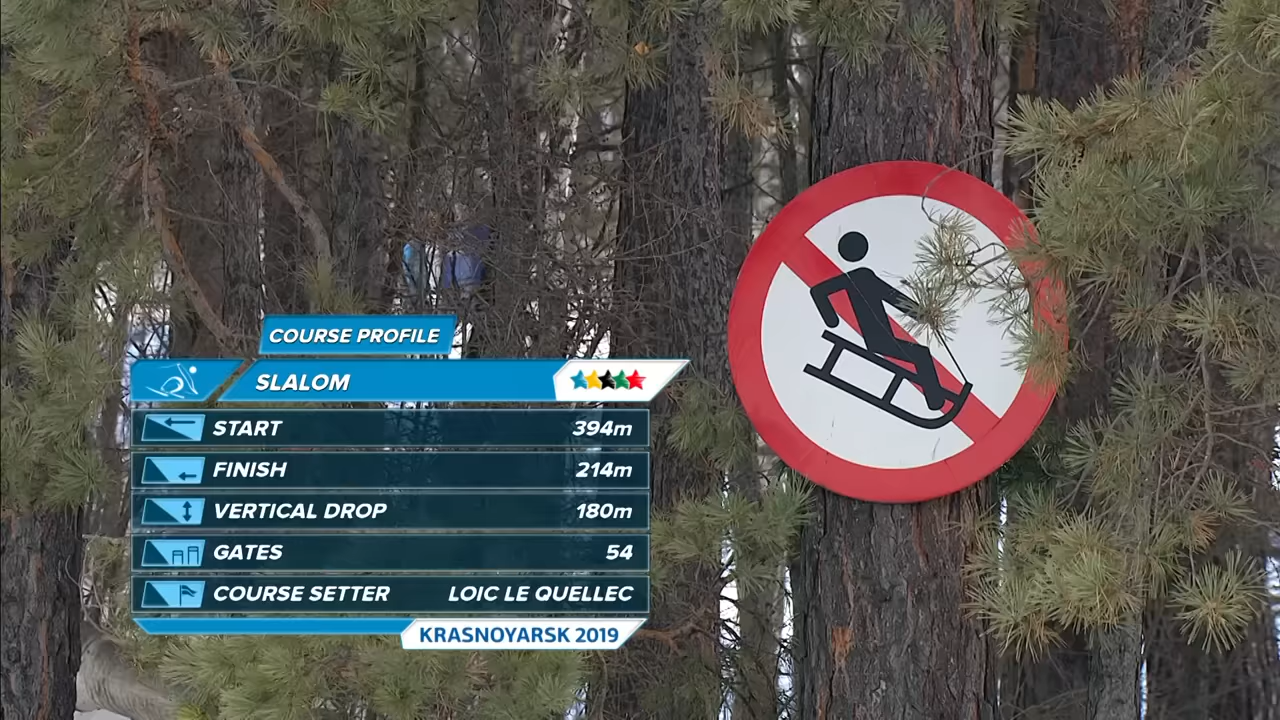 COURSE PROFILE
SLALOM
START 394m
FINISH 214m
VERTICAL DROP 180m
GATES 54
COURSE SETTER LOIC LE QUELLEC
KRASNOYARSK 2019